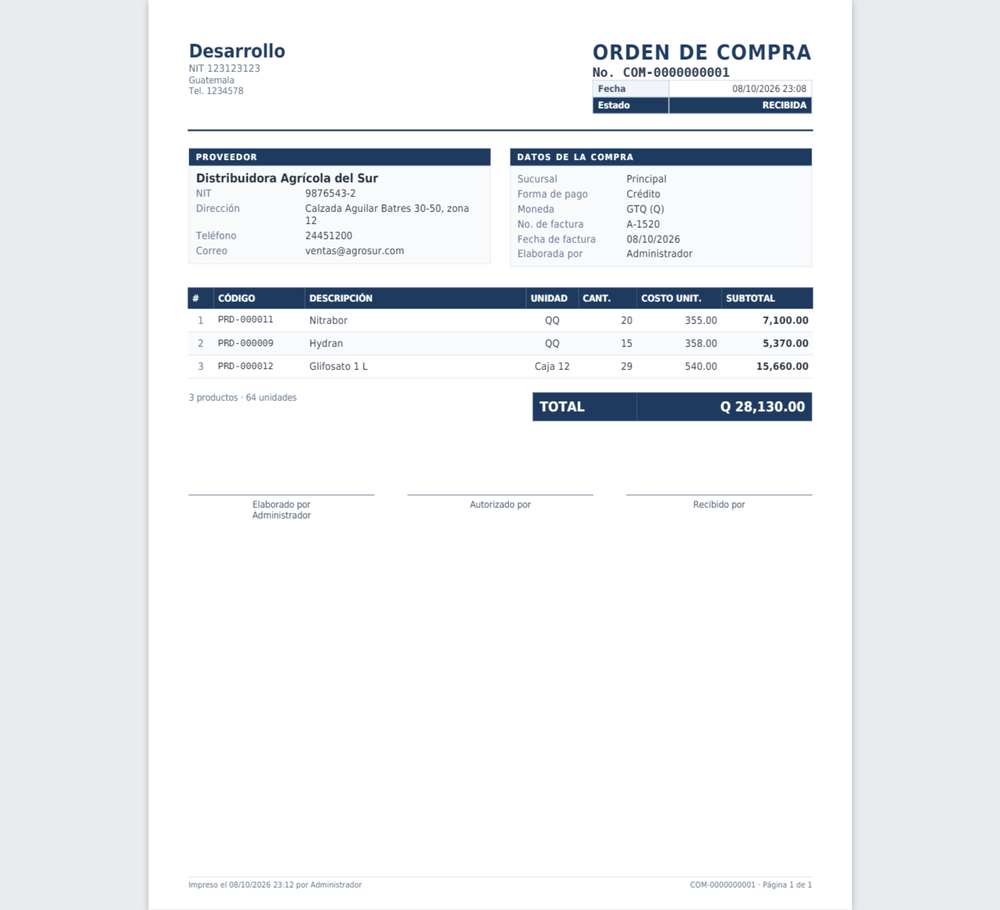 Desarrollo
NIT 123123123
Guatemala
Tel. 1234578
ORDEN DE COMPRA
No. COM-0000000001
Fecha 08/10/2026 23:08
Estado RECIBIDA
PROVEEDOR
Distribuidora Agrícola del Sur
NIT 9876543-2
Dirección Calzada Aguilar Batres 30-50, zona
12
Teléfono 24451200
Correo ventas@agrosur.com
DATOS DE LA COMPRA
Sucursal Principal
Forma de pago Crédito
Moneda GTQ (Q)
No. de factura A-1520
Fecha de factura 08/10/2026
Elaborada por Administrador
# CÓDIGO DESCRIPCIÓN UNIDAD CANT. COSTO UNIT. SUBTOTAL
1 PRD-000011 Nitrabor QQ 20 355.00 7,100.00
2 PRD-000009 Hydran QQ 15 358.00 5,370.00
3 PRD-000012 Glifosato 1 L Caja 12 29 540.00 15,660.00
3 productos · 64 unidades
TOTAL Q 28,130.00
Elaborado por
Administrador
Autorizado por
Recibido por
Impreso el 08/10/2026 23:12 por Administrador
COM-0000000001 · Página 1 de 1